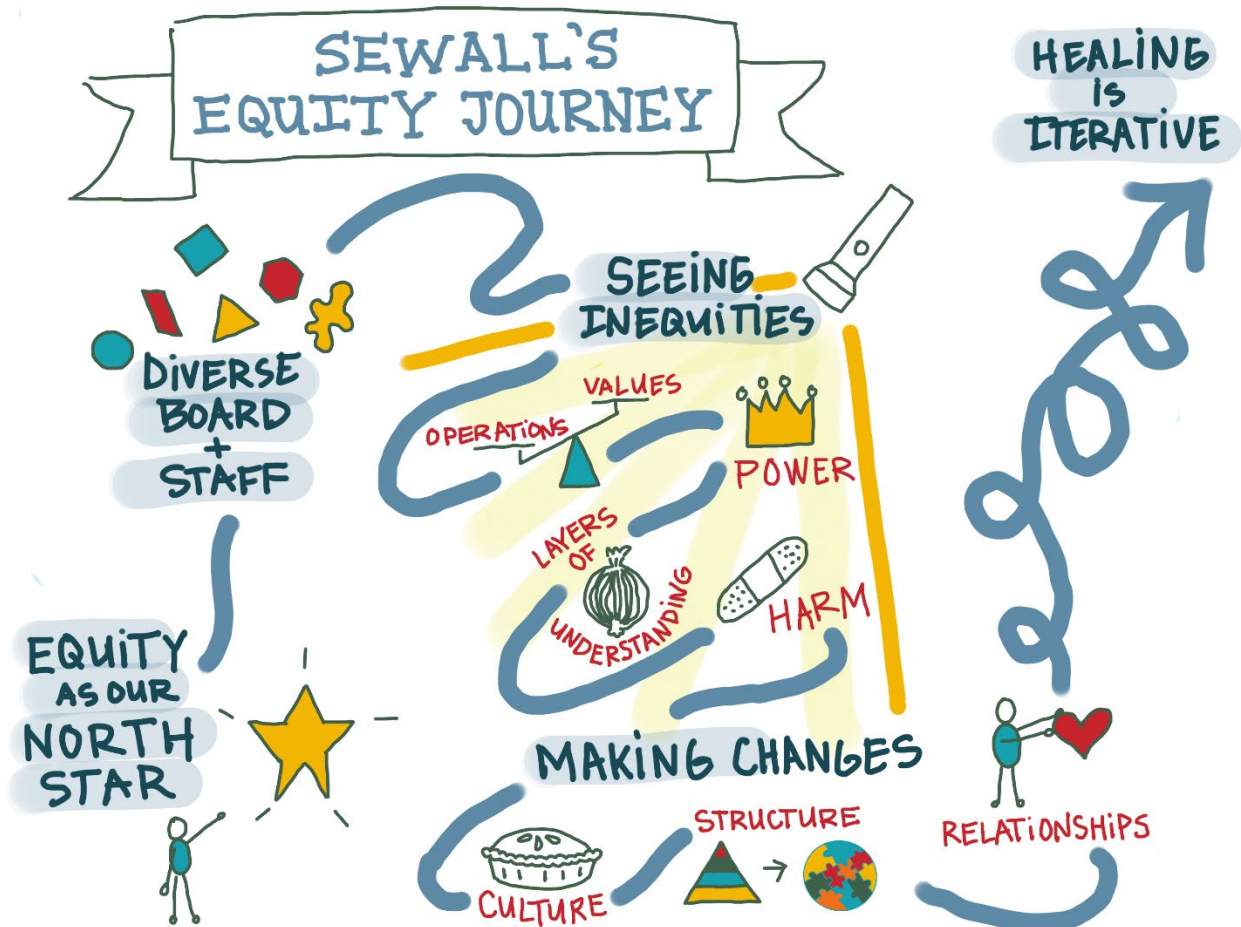 SEWALL'S
EQUITY JOURNEY
EQUITY
AS OUR
NORTH
STAR
DIVERSE
BOARD
+
STAFF
SEEING
INEQUITIES
OPERATIONS
VALUES
POWER
LAYERS
OF
UNDERSTANDING
HARM
MAKING CHANGES
CULTURE
STRUCTURE
RELATIONSHIPS
HEALING
IS
ITERATIVE